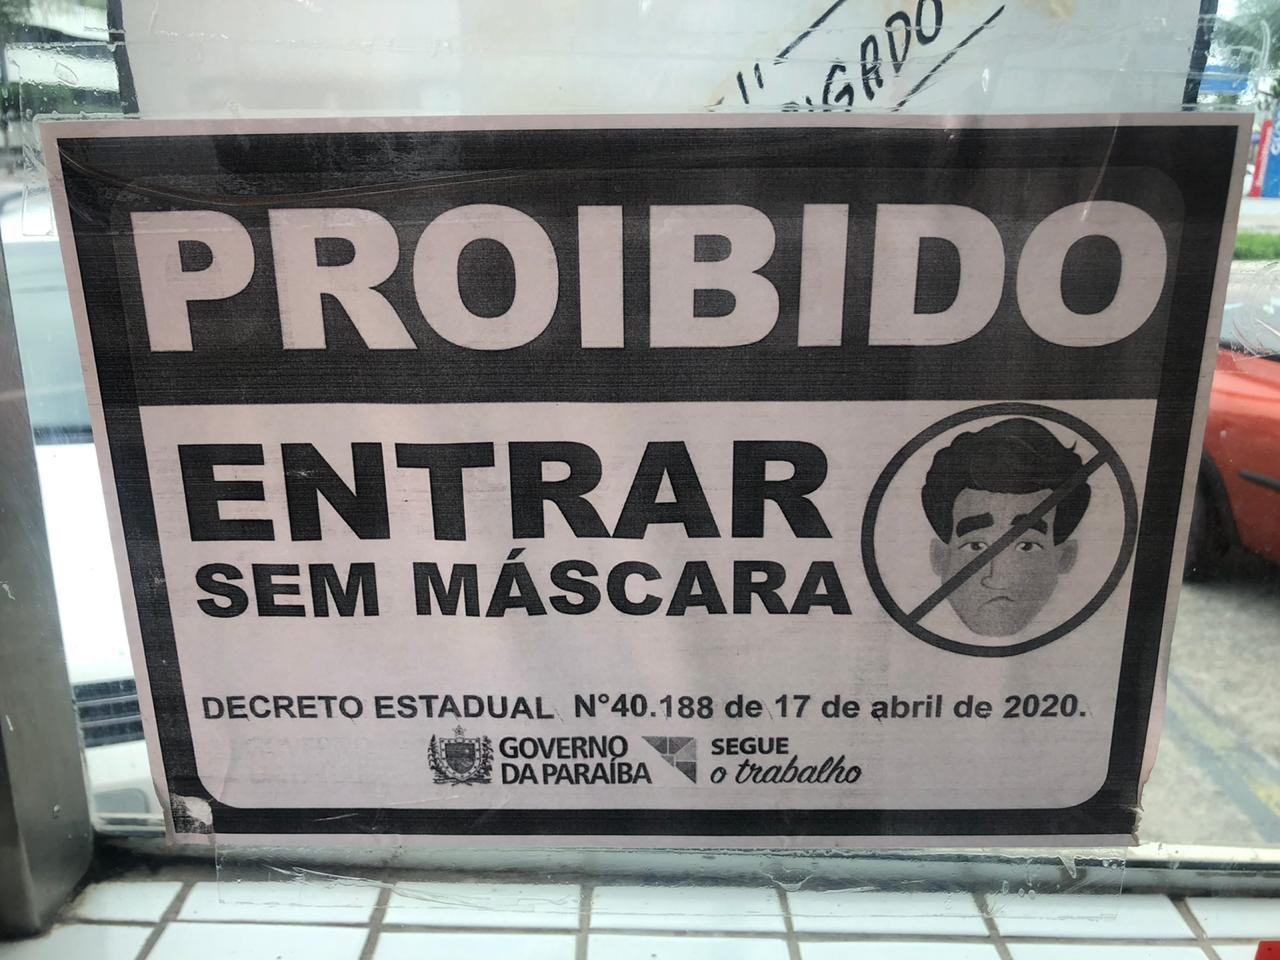 PROIBIDO
ENTRAR
SEM MÁSCARA
DECRETO ESTADUAL N°40.188 de 17 de abril de 2020.
GOVERNO
DA PARAÍBA
SEGUE
o trabalho